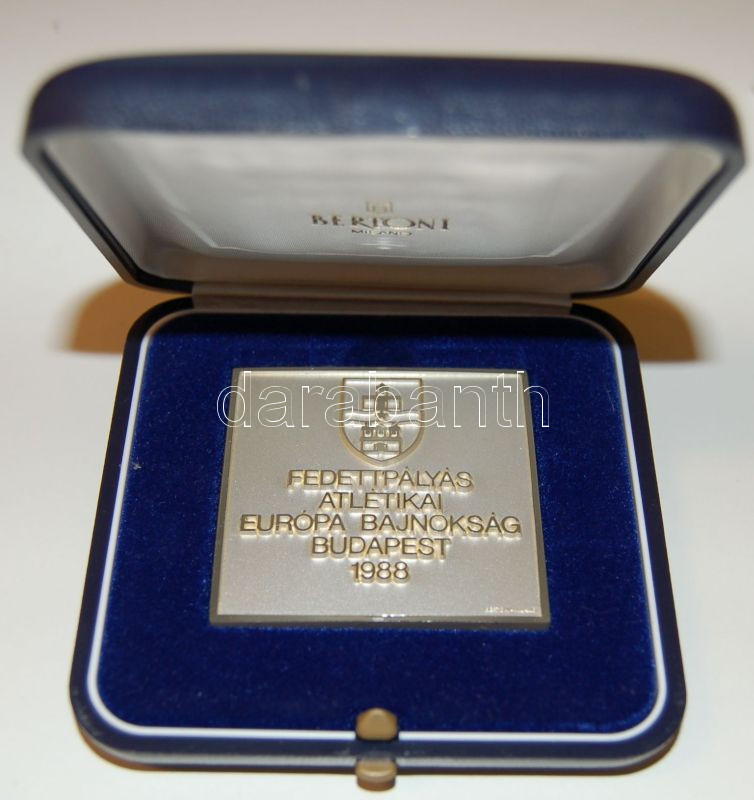 BERTONI
MILANO
darabanth
FEDETTPÁLYÁS
ATLÉTIKAI
EURÓPA BAJNOKSÁG
BUDAPEST
1988